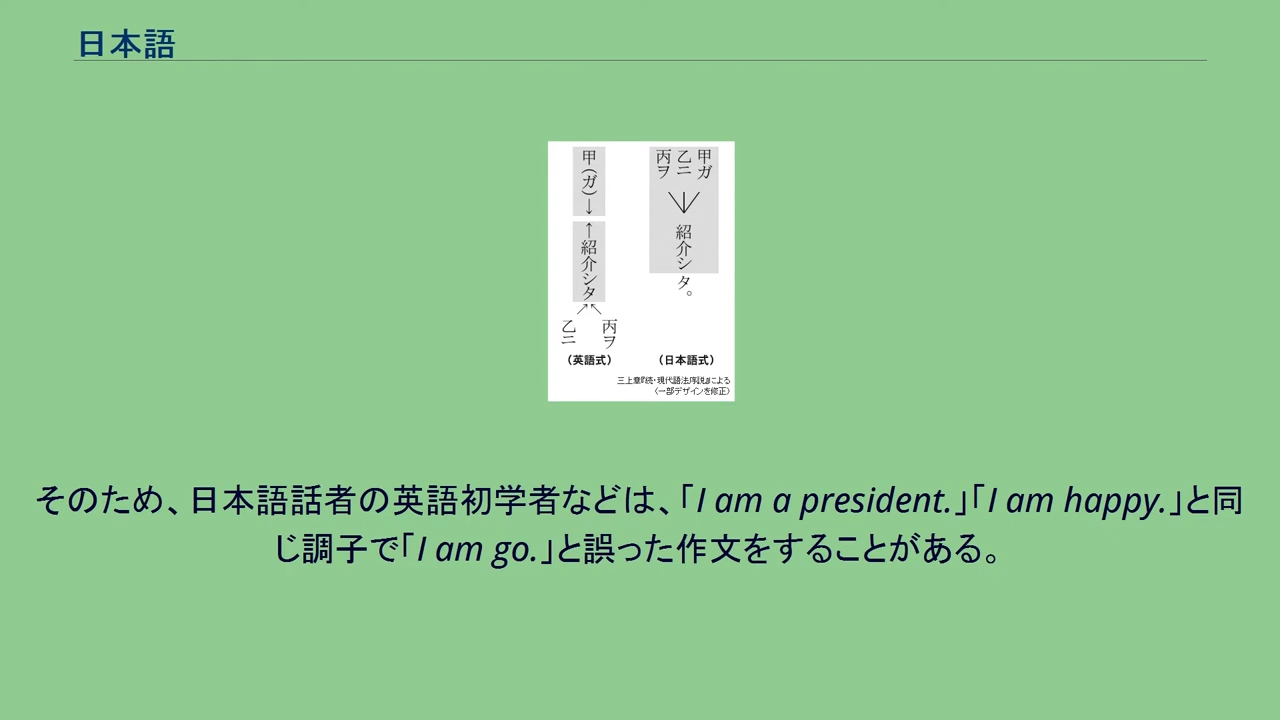 日本語
甲ガ
乙ニ
丙ヲ
紹介シタ。
(日本語式)
甲(ガ)↓
↑紹介シタ
乙ニ
丙ヲ
(英語式)
三上章『続・現代語法序説』による
〈一部デザインを修正〉
そのため、日本語話者の英語初学者などは、「I am a president.」「I am happy.」と同
じ調子で「I am go.」と誤った作文をすることがある。